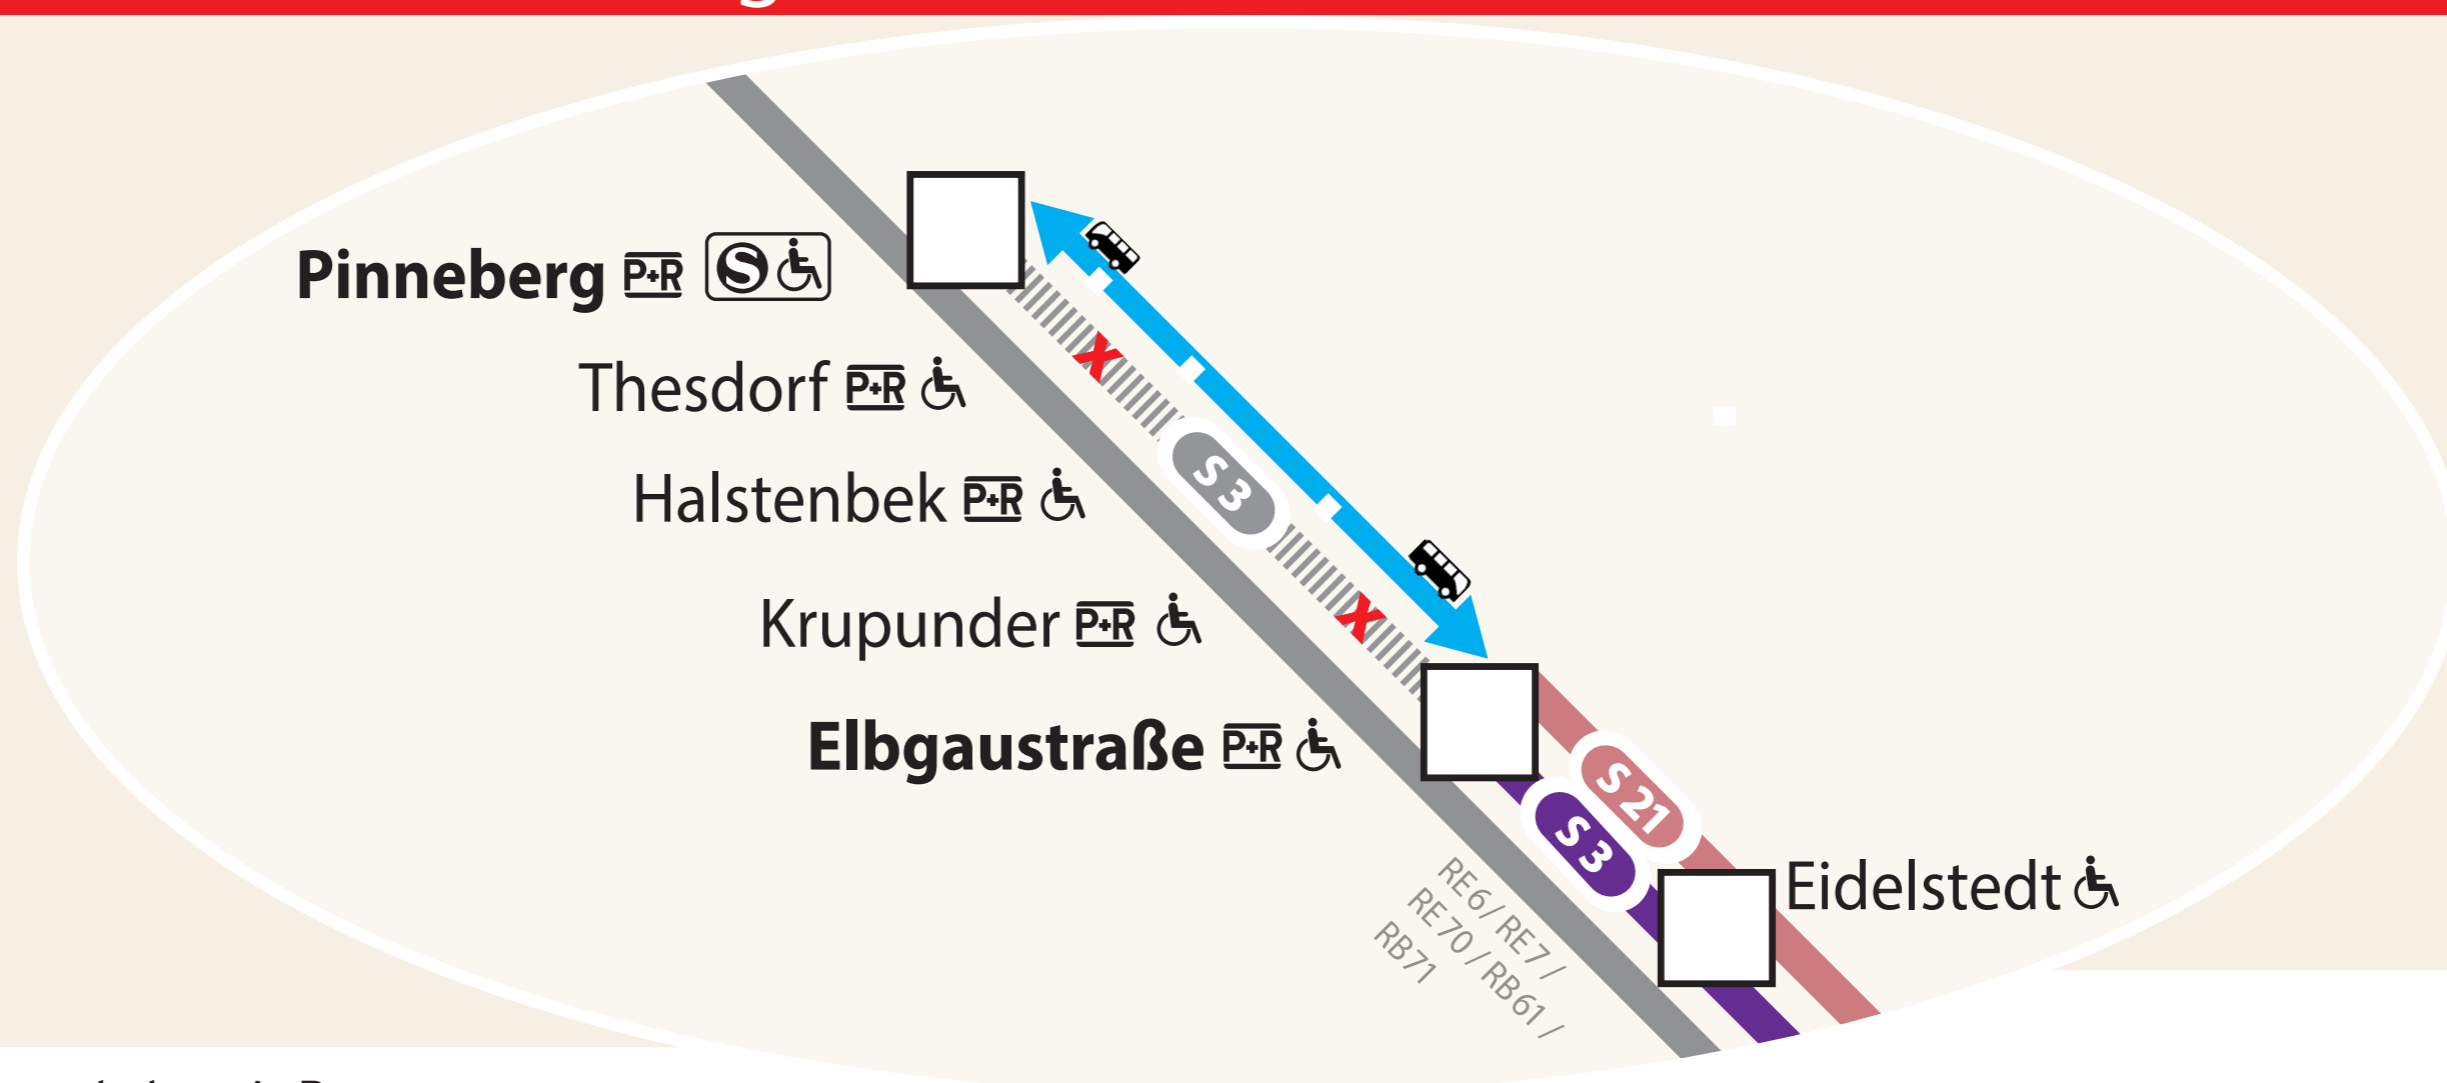 Pinneberg P+R S
Thesdorf P+R
Halstenbek P+R
S 3
Krupunder P+R
Elbgaustraße P+R
S 21
S 3
Eidelstedt
RE6 / RE7 /
RE70 / RB61 /
RB71